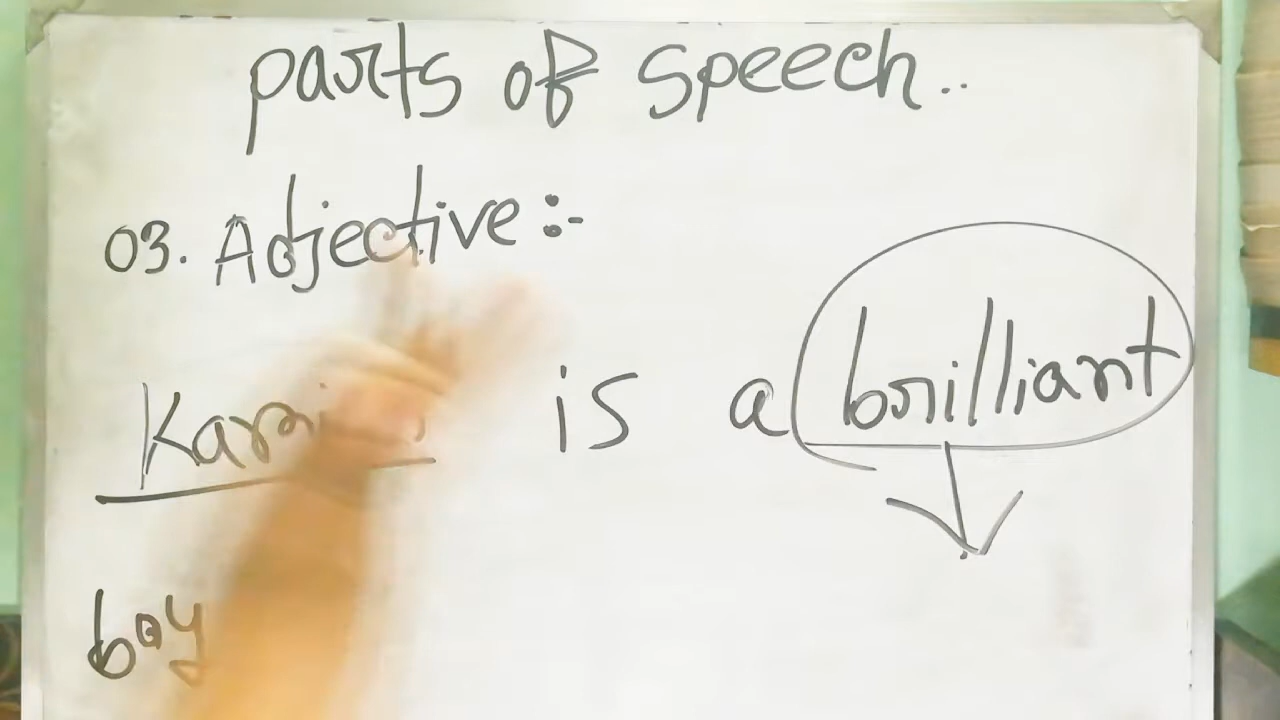 parts of speech..
03. Adjective :-
is a brilliant
boy